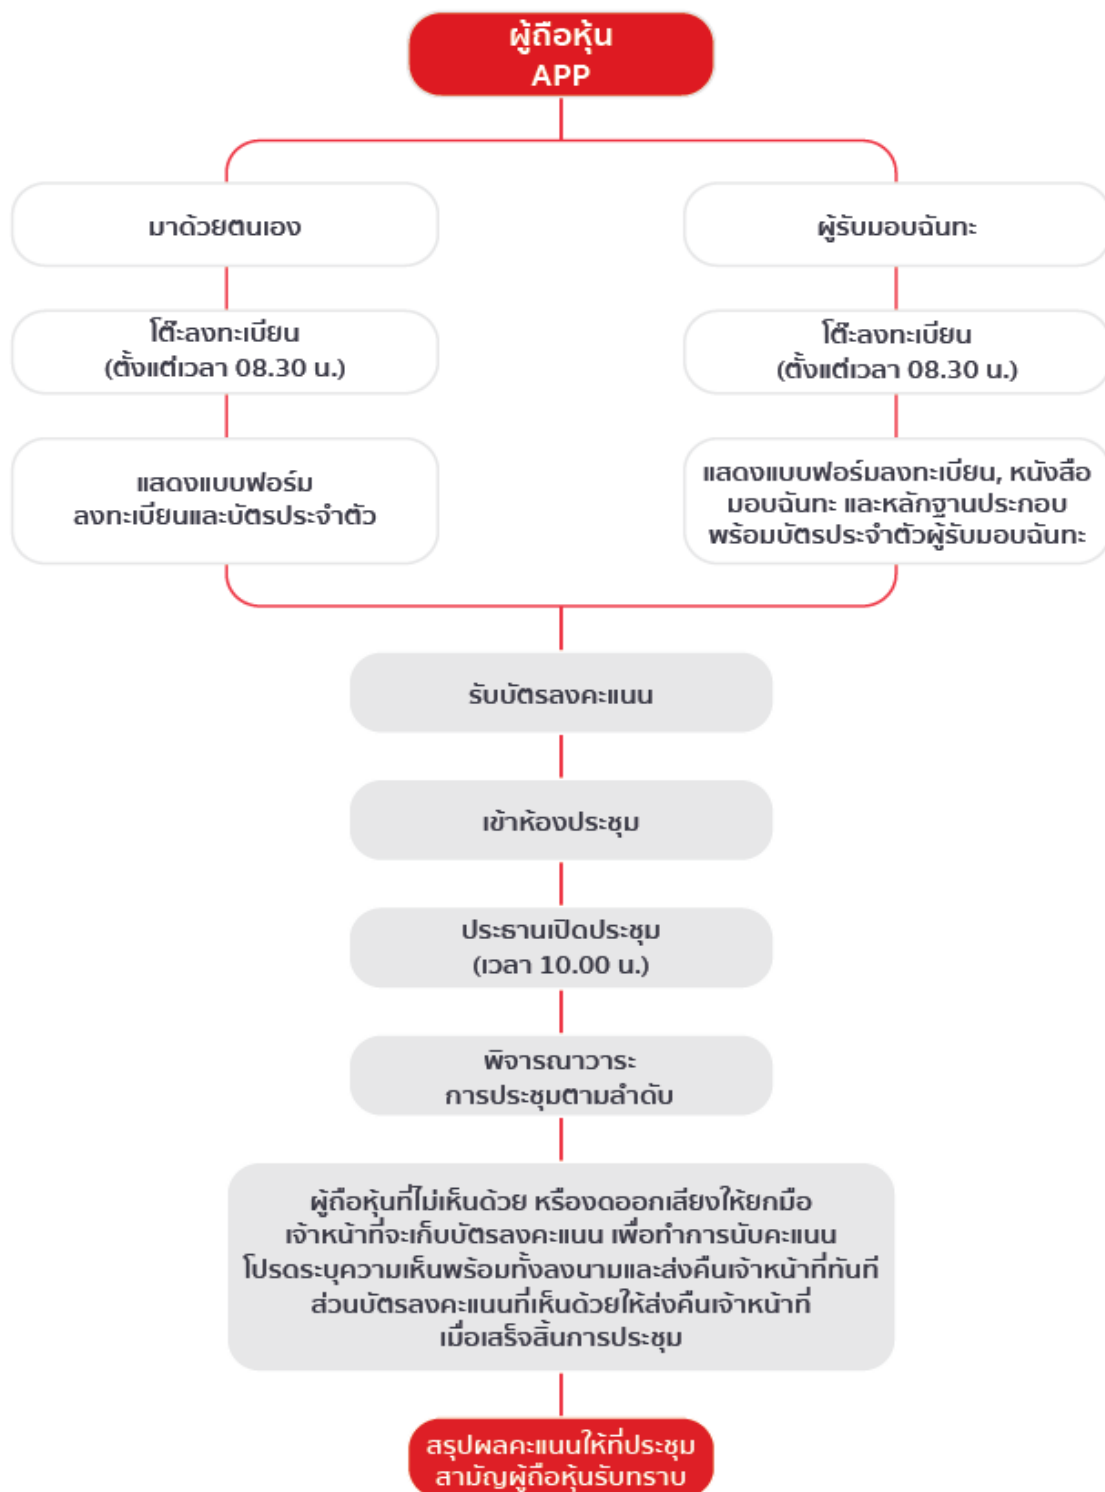 ผู้ถือหุ้น
APP
มาด้วยตนเอง
ผู้รับมอบฉันทะ
โต๊ะลงทะเบียน
(ตั้งแต่เวลา 08.30 น.)
โต๊ะลงทะเบียน
(ตั้งแต่เวลา 08.30 น.)
แสดงแบบฟอร์ม
ลงทะเบียนและบัตรประจำตัว
แสดงแบบฟอร์มลงทะเบียน, หนังสือ
มอบฉันทะ และหลักฐานประกอบ
พร้อมบัตรประจำตัวผู้รับมอบฉันทะ
รับบัตรลงคะแนน
เข้าห้องประชุม
ประธานเปิดประชุม
(เวลา 10.00 น.)
พิจารณาวาระ
การประชุมตามลำดับ
ผู้ถือหุ้นที่ไม่เห็นด้วย หรืองดออกเสียงให้ยกมือ
เจ้าหน้าที่จะเก็บบัตรลงคะแนน เพื่อทำการนับคะแนน
โปรดระบุความเห็นพร้อมทั้งลงนามและส่งคืนเจ้าหน้าที่ทันที
ส่วนบัตรลงคะแนนที่เห็นด้วยให้ส่งคืนเจ้าหน้าที่
เมื่อเสร็จสิ้นการประชุม
สรุปผลคะแนนให้ที่ประชุม
สามัญผู้ถือหุ้นรับทราบ